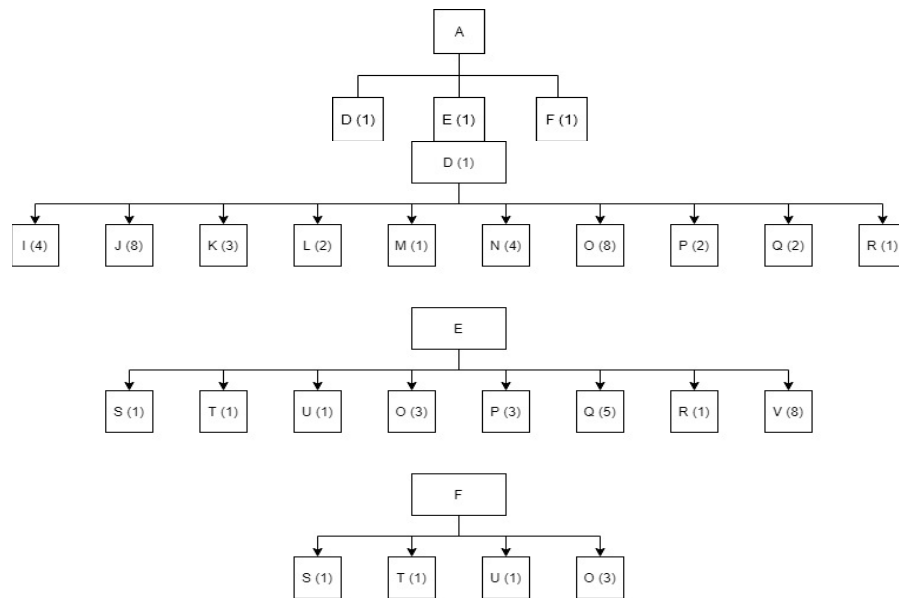 A
D (1) E (1) F (1)
D (1)
I (4) J (8) K (3) L (2) M (1) N (4) O (8) P (2) Q (2) R (1)
E
S (1) T (1) U (1) O (3) P (3) Q (5) R (1) V (8)
F
S (1) T (1) U (1) O (3)